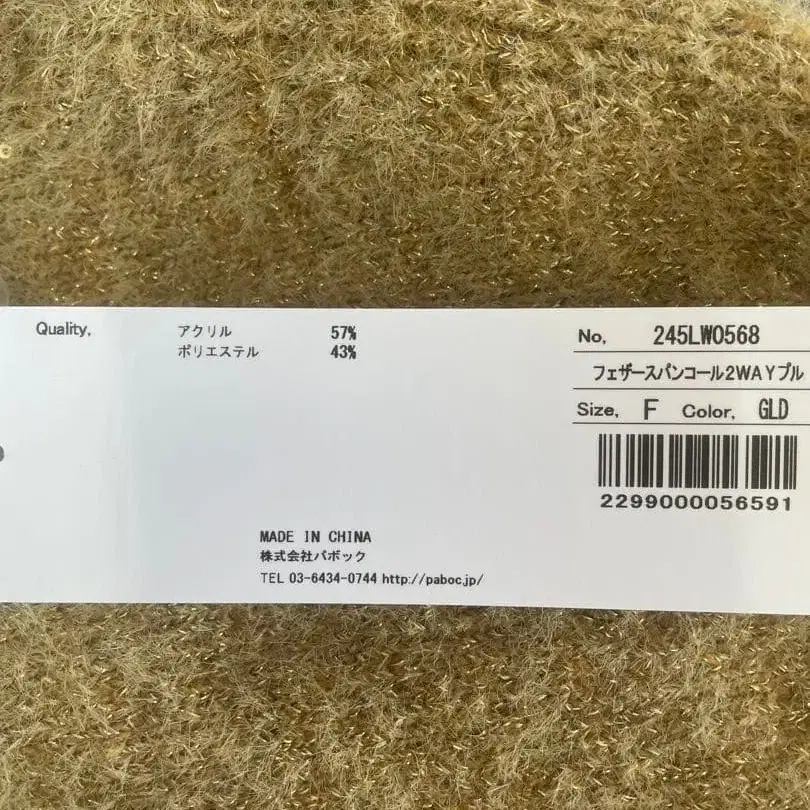 Quality,
アクリル 57%
ポリエステル 43%
No, 245LW0568
フェザースパンコール2WAYプル
Size, F Color, GLD
2299000056591
MADE IN CHINA
株式会社パボック
TEL 03-6434-0744 http://paboc.jp/